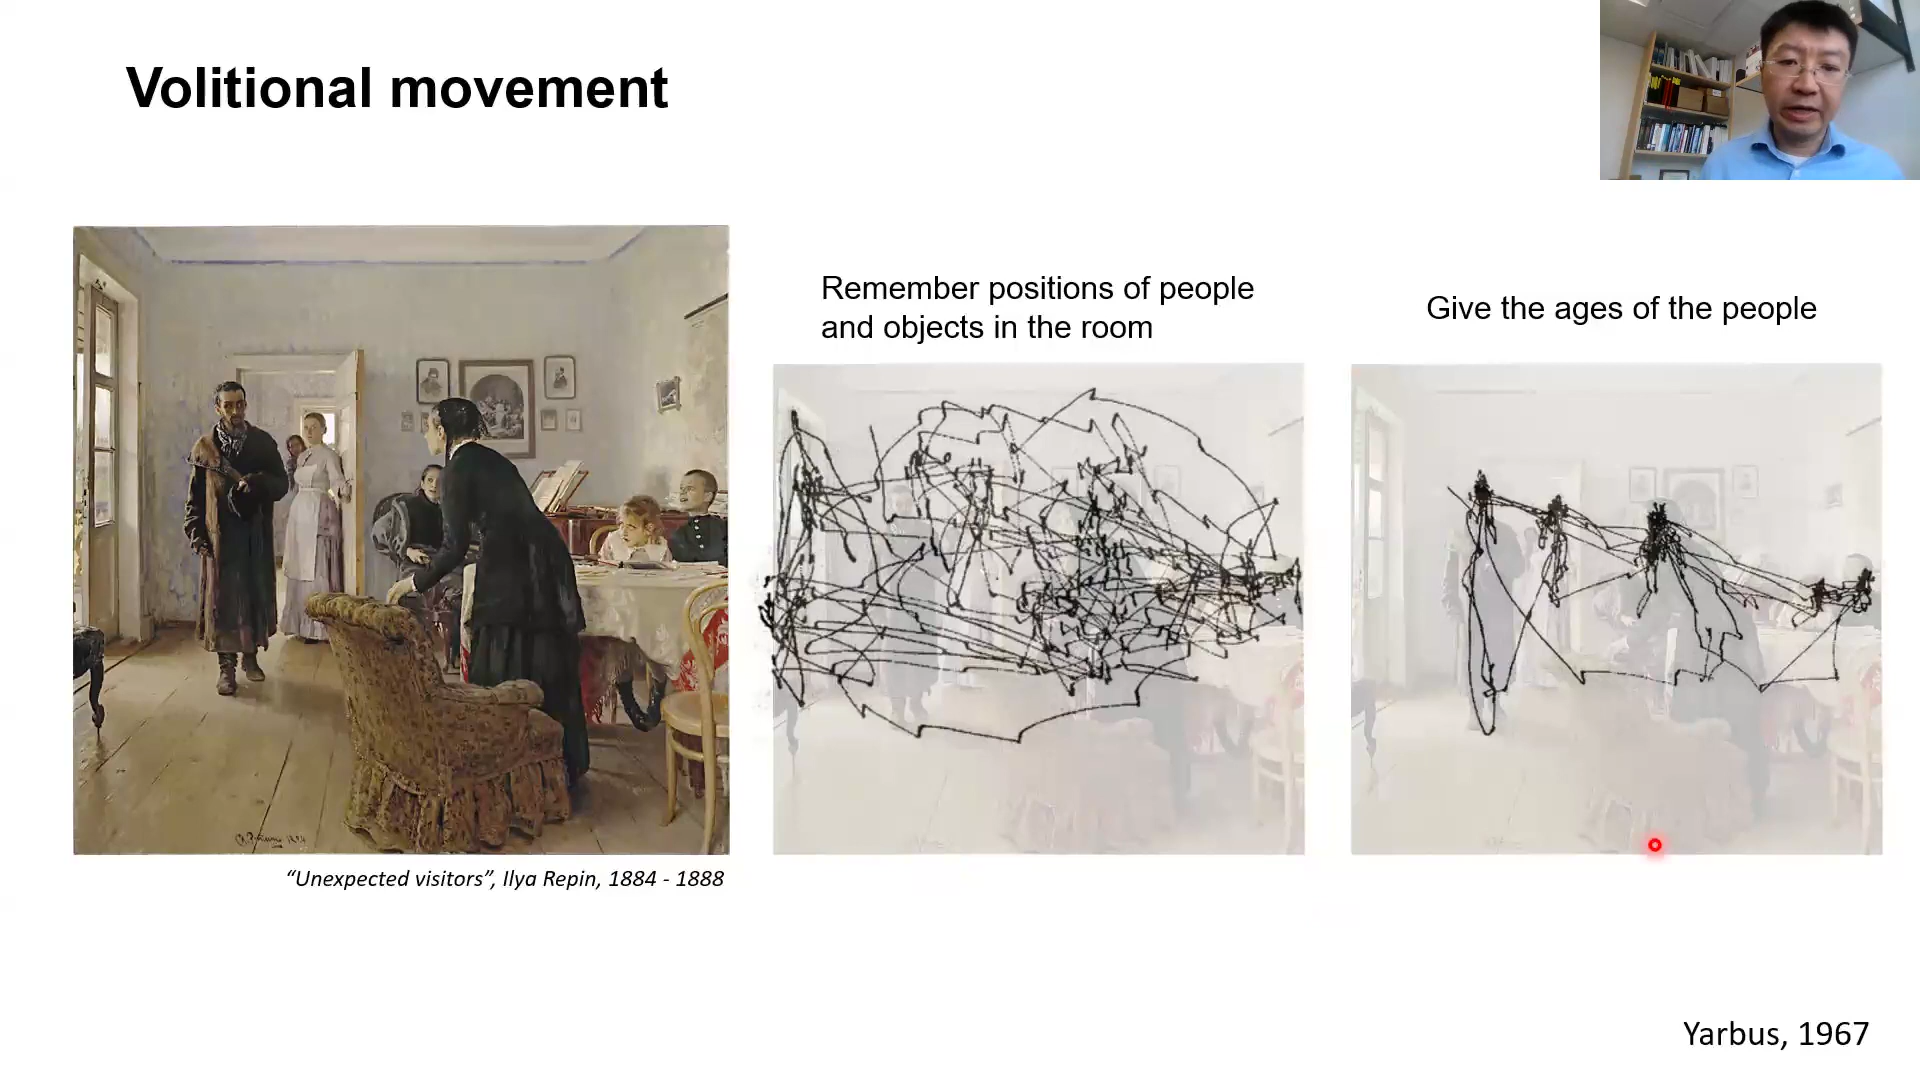 Volitional movement
Remember positions of people
and objects in the room
Give the ages of the people
“Unexpected visitors”, Ilya Repin, 1884 - 1888
Yarbus, 1967